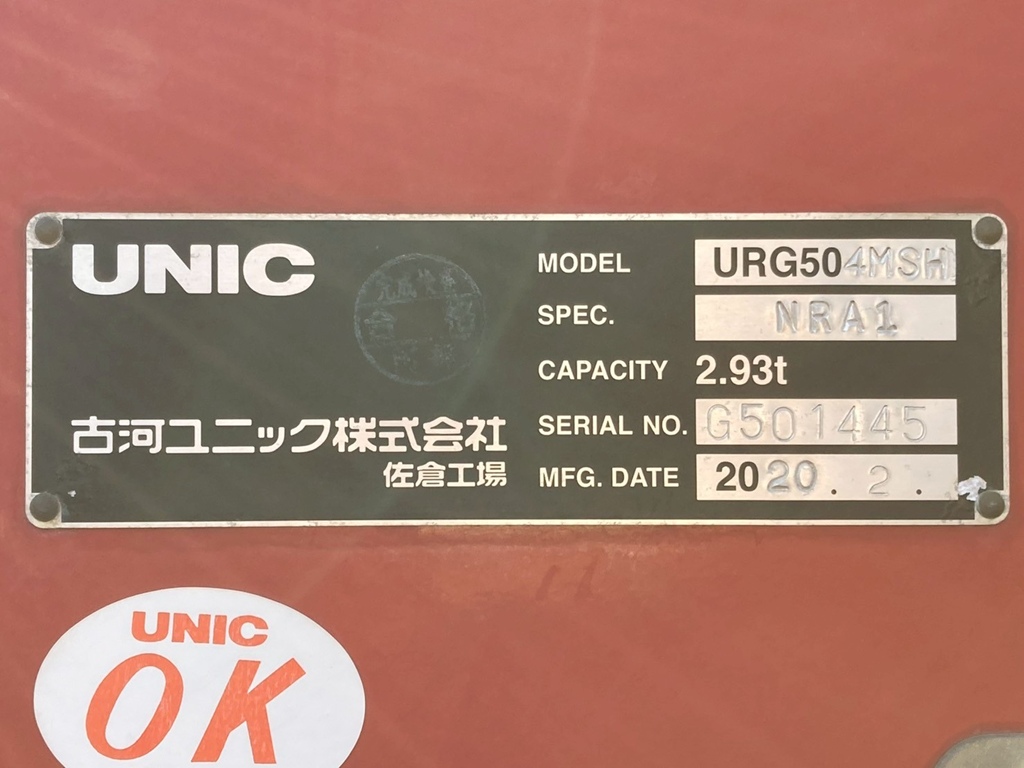 UNIC
古河ユニック株式会社
佐倉工場
MODEL URG504MSH
SPEC. NRA1
CAPACITY 2.93t
SERIAL NO. G501445
MFG. DATE 2020.2.
UNIC
OK